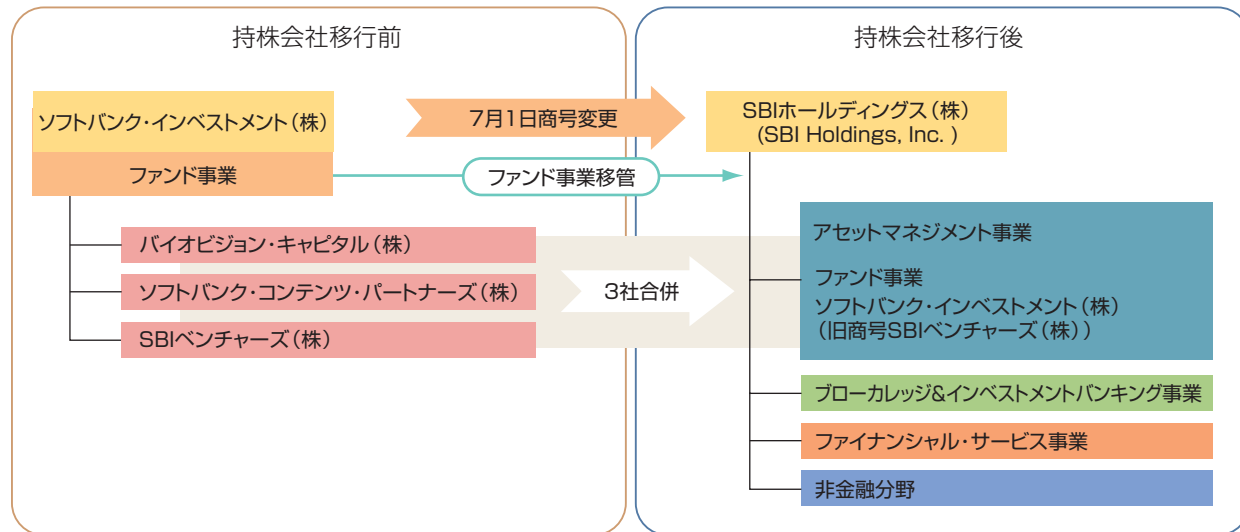 持株会社移行前
ソフトバンク・インベストメント(株)
ファンド事業
バイオビジョン・キャピタル(株)
ソフトバンク・コンテンツ・パートナーズ(株)
SBIベンチャーズ(株)
7月1日商号変更
ファンド事業移管
3社合併
持株会社移行後
SBIホールディングス(株)
(SBI Holdings, Inc. )
アセットマネジメント事業
ファンド事業
ソフトバンク・インベストメント(株)
(旧商号SBIベンチャーズ(株))
ブローカレッジ&インベストメントバンキング事業
ファイナンシャル・サービス事業
非金融分野